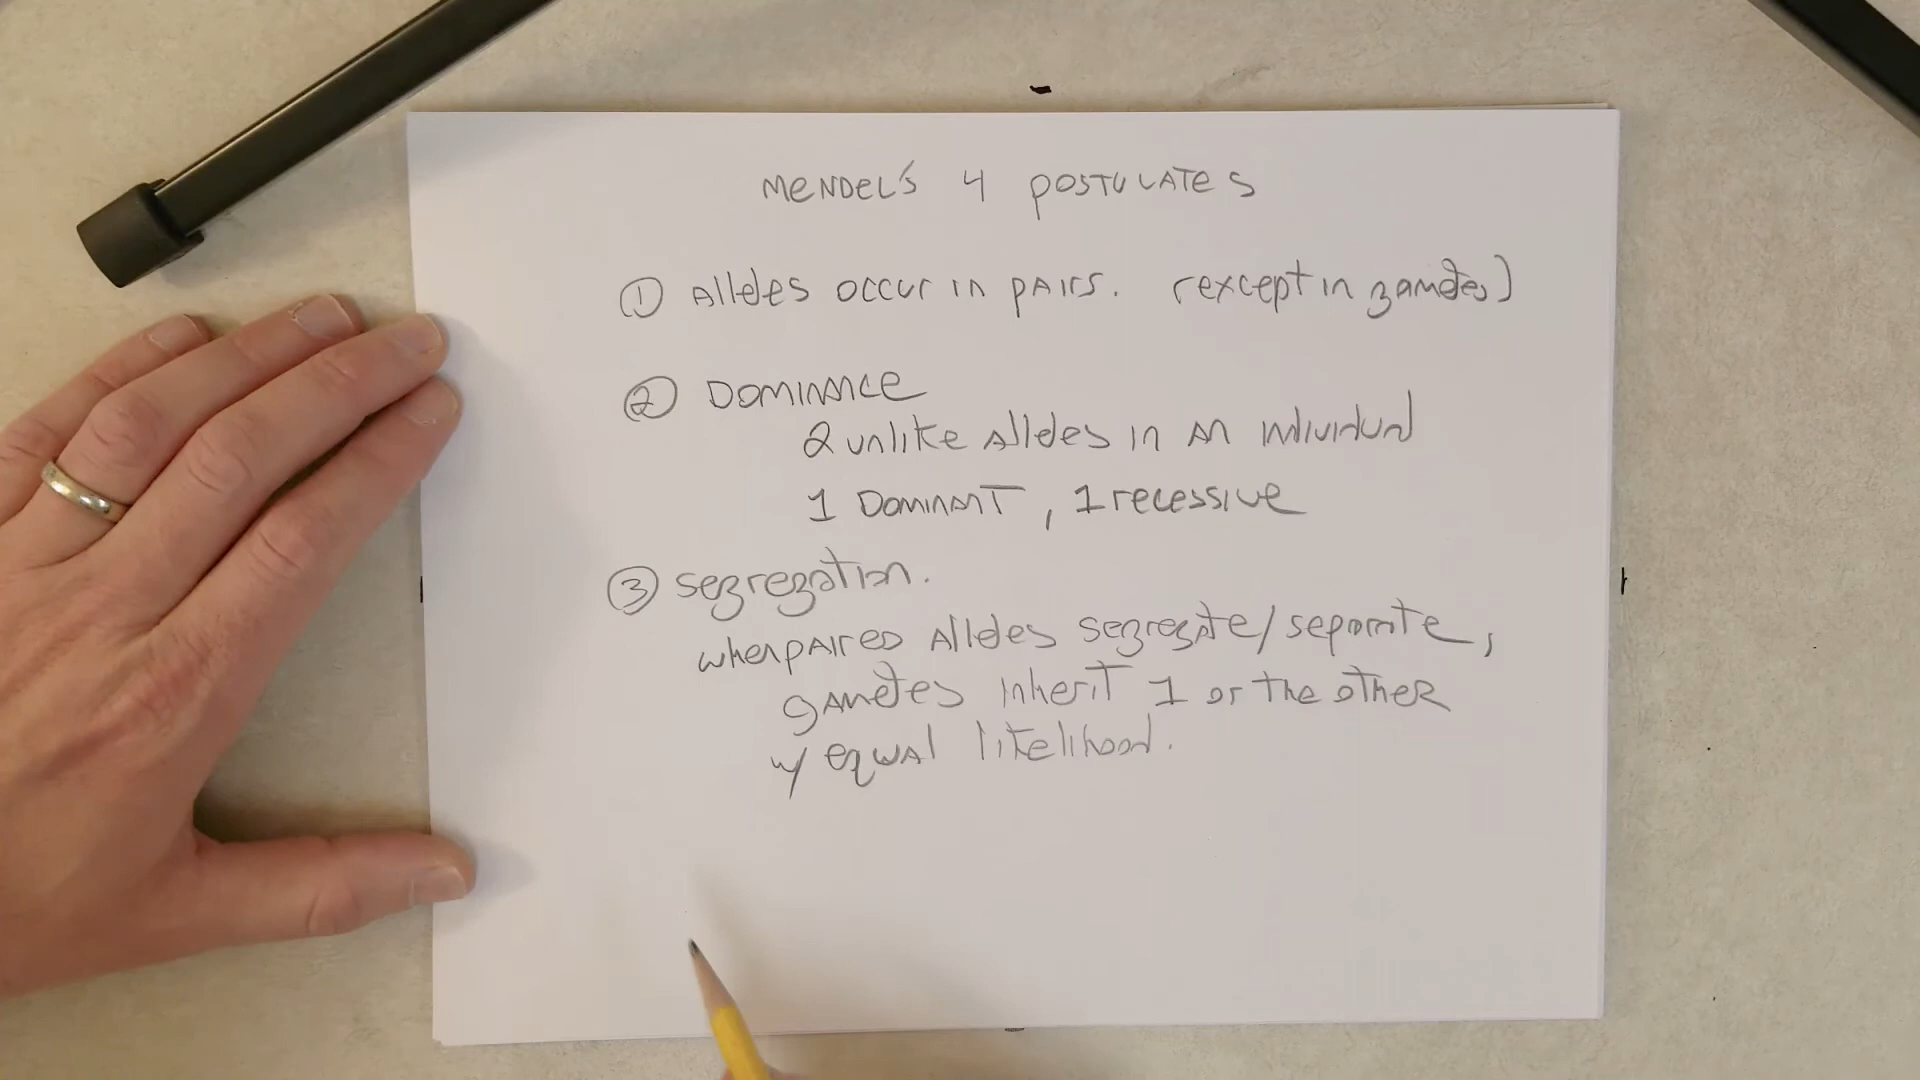 MENDEL'S 4 POSTULATES
① Alleles occur in pairs. (except in gametes)
② DOMINANCE
2 unlike alleles in an individual
1 Dominant, 1 recessive
③ segregation.
when paired alleles segregate/separate,
gametes inherit 1 or the other
w/ equal likelihood.